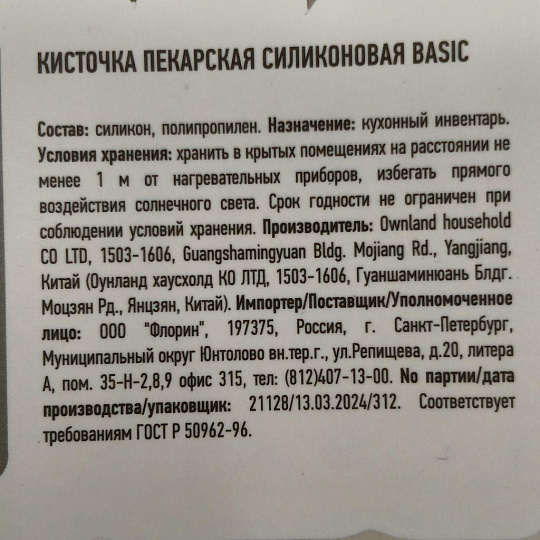 КИСТОЧКА ПЕКАРСКАЯ СИЛИКОНОВАЯ BASIC
Состав: силикон, полипропилен. Назначение: кухонный инвентарь.
Условия хранения: хранить в крытых помещениях на расстоянии не
менее 1 м от нагревательных приборов, избегать прямого
воздействия солнечного света. Срок годности не ограничен при
соблюдении условий хранения. Производитель: Ownland household
CO LTD, 1503-1606, Guangshamingyuan Bldg. Mojiang Rd., Yangjiang,
Китай (Оунланд хаусхолд КО ЛТД, 1503-1606, Гуаншаминюань Блдг.
Моцзян Рд., Янцзян, Китай). Импортер/Поставщик/Уполномоченное
лицо: ООО "Флорин", 197375, Россия, г. Санкт-Петербург,
Муниципальный округ Юнтолово вн.тер.г., ул.Репищева, д.20, литера
А, пом. 35-Н-2,8,9 офис 315, тел: (812)407-13-00. No партии/дата
производства/упаковщик: 21128/13.03.2024/312. Соответствует
требованиям ГОСТ Р 50962-96.